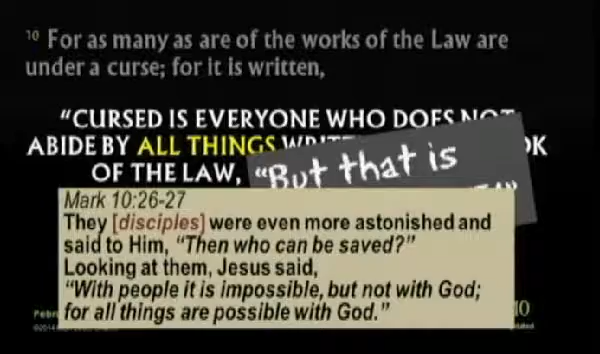 10 For as many as are of the works of the Law are
under a curse; for it is written,
“CURSED IS EVERYONE WHO DOES NOT
ABIDE BY ALL THINGS
OF THE LAW,
“But that is
Mark 10:26-27
They [disciples] were even more astonished and
said to Him, “Then who can be saved?”
Looking at them, Jesus said,
“With people it is impossible, but not with God;
for all things are possible with God.”